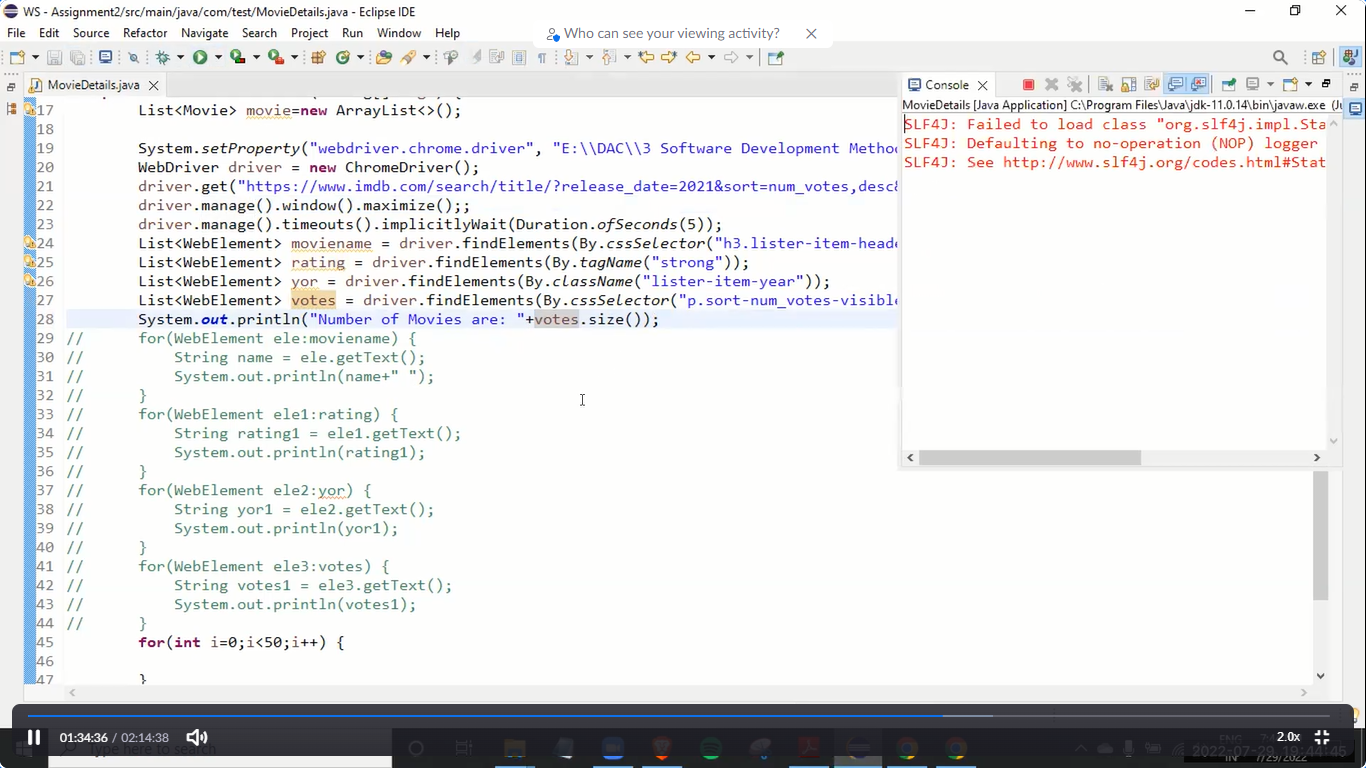 WS - Assignment2/src/main/java/com/test/MovieDetails.java - Eclipse IDE
File Edit Source Refactor Navigate Search Project Run Window Help
Who can see your viewing activity?
MovieDetails.java
17 List<Movie> movie=new ArrayList<>();
18
19 System.setProperty("webdriver.chrome.driver", "E:\\DAC\\3 Software Development Metho
20 WebDriver driver = new ChromeDriver();
21 driver.get("https://www.imdb.com/search/title/?release_date=2021&sort=num_votes,desc&
22 driver.manage().window().maximize();;
23 driver.manage().timeouts().implicitlyWait(Duration.ofSeconds(5));
24 List<WebElement> moviename = driver.findElements(By.cssSelector("h3.lister-item-heade
25 List<WebElement> rating = driver.findElements(By.tagName("strong"));
26 List<WebElement> yor = driver.findElements(By.className("lister-item-year"));
27 List<WebElement> votes = driver.findElements(By.cssSelector("p.sort-num_votes-visible
28 System.out.println("Number of Movies are: "+votes.size());
29 // for(WebElement ele:moviename) {
30 // String name = ele.getText();
31 // System.out.println(name+" ");
32 // }
33 // for(WebElement ele1:rating) {
34 // String rating1 = ele1.getText();
35 // System.out.println(rating1);
36 // }
37 // for(WebElement ele2:yor) {
38 // String yor1 = ele2.getText();
39 // System.out.println(yor1);
40 // }
41 // for(WebElement ele3:votes) {
42 // String votes1 = ele3.getText();
43 // System.out.println(votes1);
44 // }
45 for(int i=0;i<50;i++) {
46
47 }
Console
MovieDetails [Java Application] C:\Program Files\Java\jdk-11.0.14\bin\javaw.exe
SLF4J: Failed to load class "org.slf4j.impl.Sta
SLF4J: Defaulting to no-operation (NOP) logger
SLF4J: See http://www.slf4j.org/codes.html#Stat
01:34:36 / 02:14:38
2.0x
Type here to search
ENG
IN
7/29/2022
2022-07-29 19:44:45